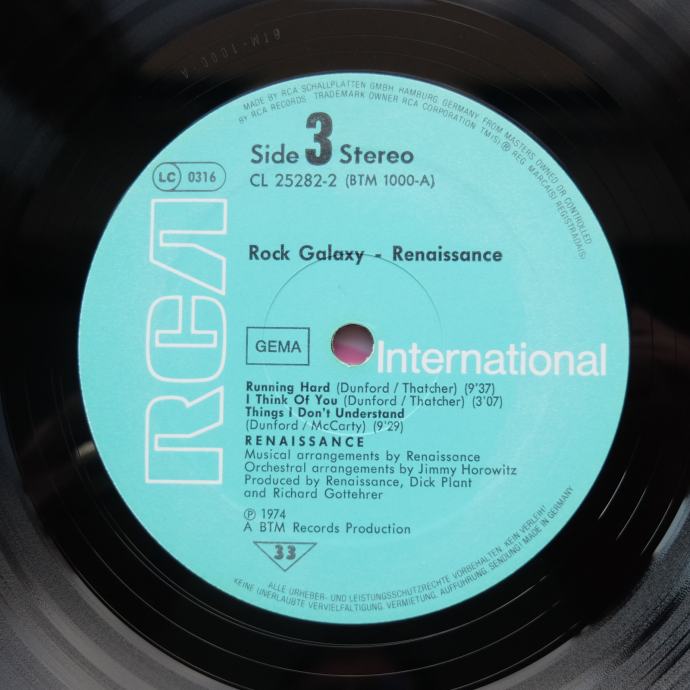 BTM-1000-A
MADE BY RCA SCHALLPLATTEN GMBH HAMBURG GERMANY FROM MASTERS OWNED OR CONTROLLED
BY RCA RECORDS. TRADEMARK OWNER RCA CORPORATION TM(S) ® REG. MARCA(S) REGISTRADA(S)
Side 3 Stereo
CL 25282-2 (BTM 1000-A)
LC 0316
RCA
Rock Galaxy - Renaissance
GEMA
International
Running Hard (Dunford / Thatcher) (9'37)
I Think Of You (Dunford / Thatcher) (3'07)
Things I Don't Understand
(Dunford / McCarty) (9'29)
RENAISSANCE
Musical arrangements by Renaissance
Orchestral arrangements by Jimmy Horowitz
Produced by Renaissance, Dick Plant
and Richard Gottehrer
℗ 1974
A BTM Records Production
33
ALLE URHEBER- UND LEISTUNGSSCHUTZRECHTE VORBEHALTEN. KEIN VERLEIH!
KEINE UNERLAUBTE VERVIELFÄLTIGUNG, VERMIETUNG, AUFFÜHRUNG, SENDUNG! MADE IN GERMANY